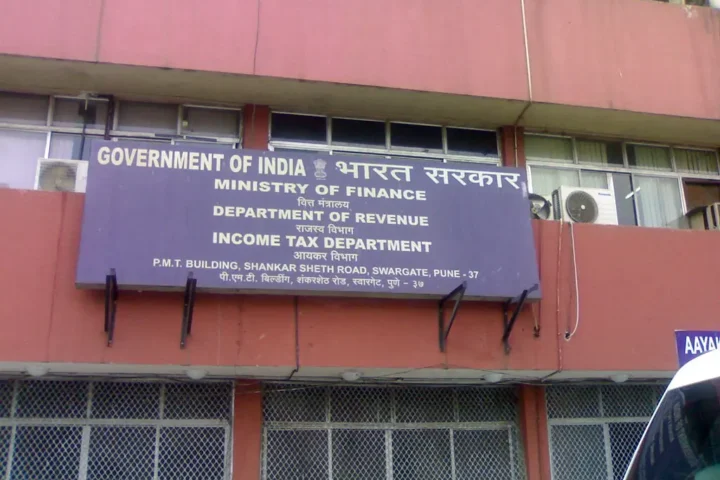 GOVERNMENT OF INDIA भारत सरकार
MINISTRY OF FINANCE
वित्त मंत्रालय
DEPARTMENT OF REVENUE
राजस्व विभाग
INCOME TAX DEPARTMENT
आयकर विभाग
P.M.T. BUILDING, SHANKAR SHETH ROAD, SWARGATE, PUNE - 37
पी.एम.टी. बिल्डींग, शंकरशेठ रोड, स्वारगेट, पुणे - ३७